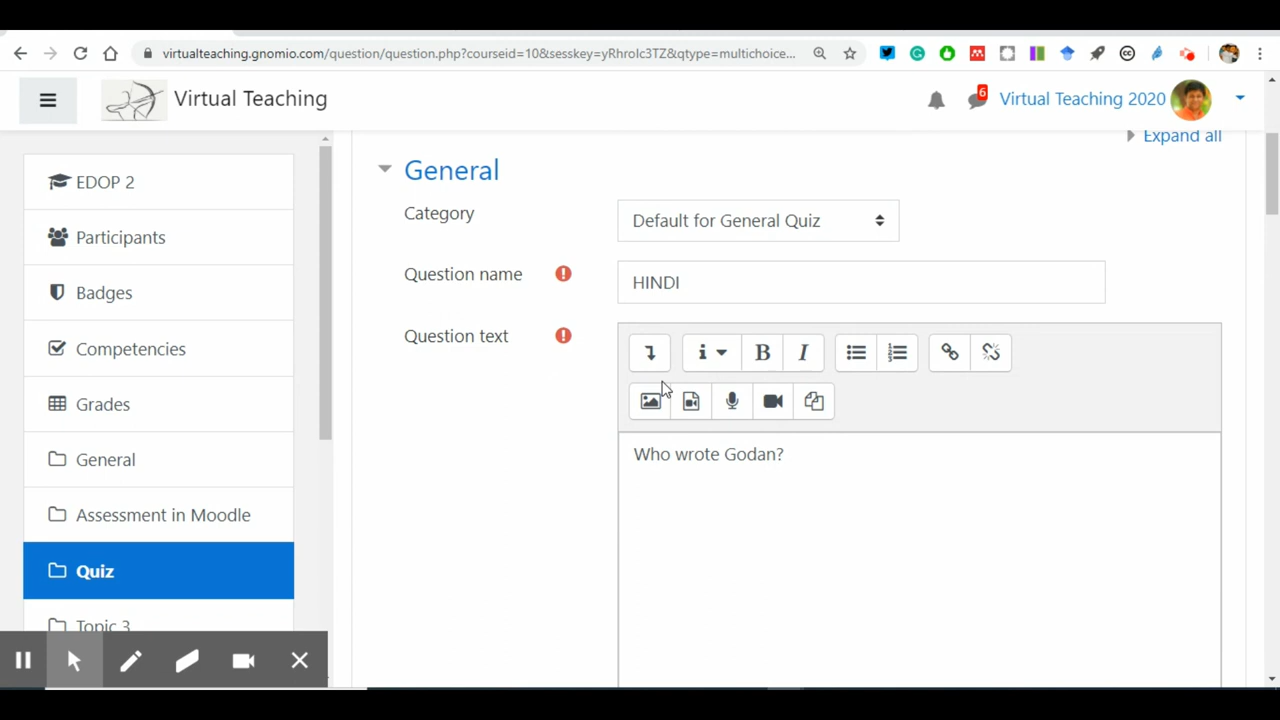 virtualteaching.gnomio.com/question/question.php?courseid=10&sesskey=yRhrolc3TZ&qtype=multichoice...
Virtual Teaching
6
Virtual Teaching 2020
Expand all
EDOP 2
Participants
Badges
Competencies
Grades
General
Assessment in Moodle
Quiz
Topic 3
General
Category
Default for General Quiz
Question name
HINDI
Question text
Who wrote Godan?